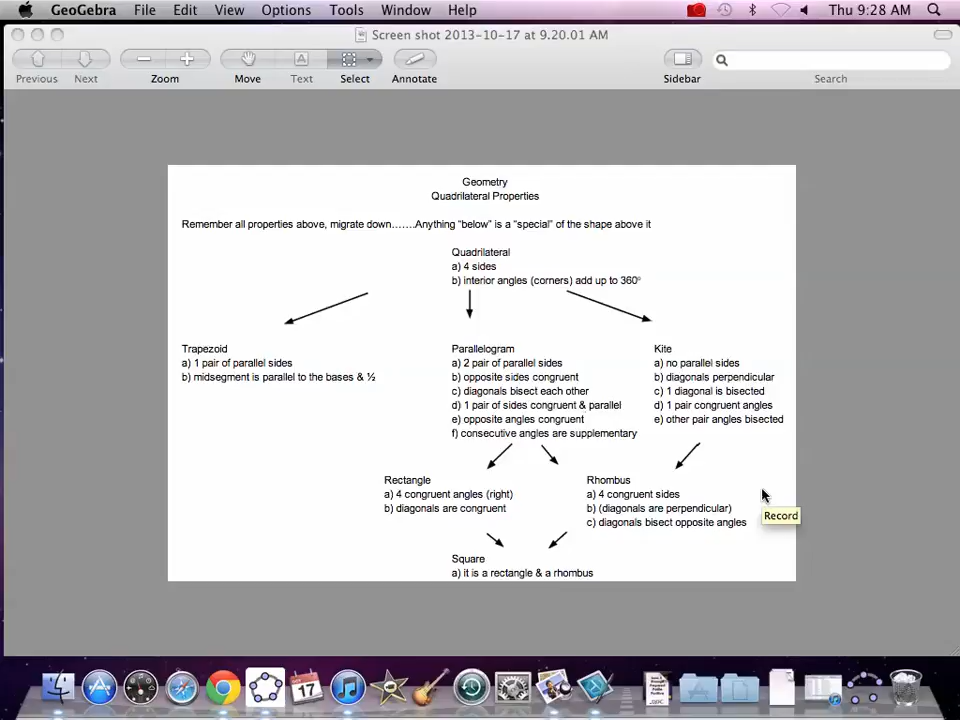 GeoGebra File Edit View Options Tools Window Help Thu 9:28 AM
Screen shot 2013-10-17 at 9.20.01 AM
Previous Next Zoom Move Text Select Annotate Sidebar Search
Geometry
Quadrilateral Properties
Remember all properties above, migrate down.......Anything “below” is a “special” of the shape above it
Quadrilateral
a) 4 sides
b) interior angles (corners) add up to 360°
Trapezoid
a) 1 pair of parallel sides
b) midsegment is parallel to the bases & ½
Parallelogram
a) 2 pair of parallel sides
b) opposite sides congruent
c) diagonals bisect each other
d) 1 pair of sides congruent & parallel
e) opposite angles congruent
f) consecutive angles are supplementary
Kite
a) no parallel sides
b) diagonals perpendicular
c) 1 diagonal is bisected
d) 1 pair congruent angles
e) other pair angles bisected
Rectangle
a) 4 congruent angles (right)
b) diagonals are congruent
Rhombus
a) 4 congruent sides
b) (diagonals are perpendicular)
c) diagonals bisect opposite angles
Record
Square
a) it is a rectangle & a rhombus
17